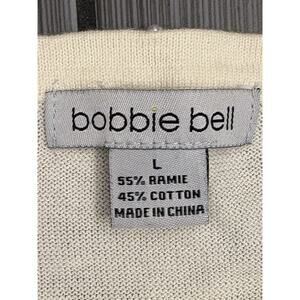 bobbie bell
L
55% RAMIE
45% COTTON
MADE IN CHINA